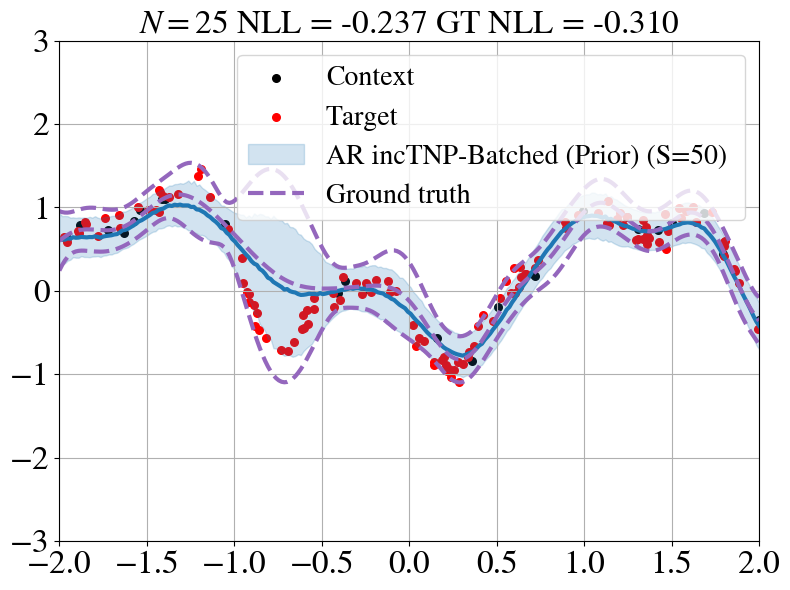 N = 25 NLL = -0.237 GT NLL = -0.310
3
2
1
0
−1
−2
−3
Context
Target
AR incTNP-Batched (Prior) (S=50)
Ground truth
−2.0 −1.5 −1.0 −0.5 0.0 0.5 1.0 1.5 2.0